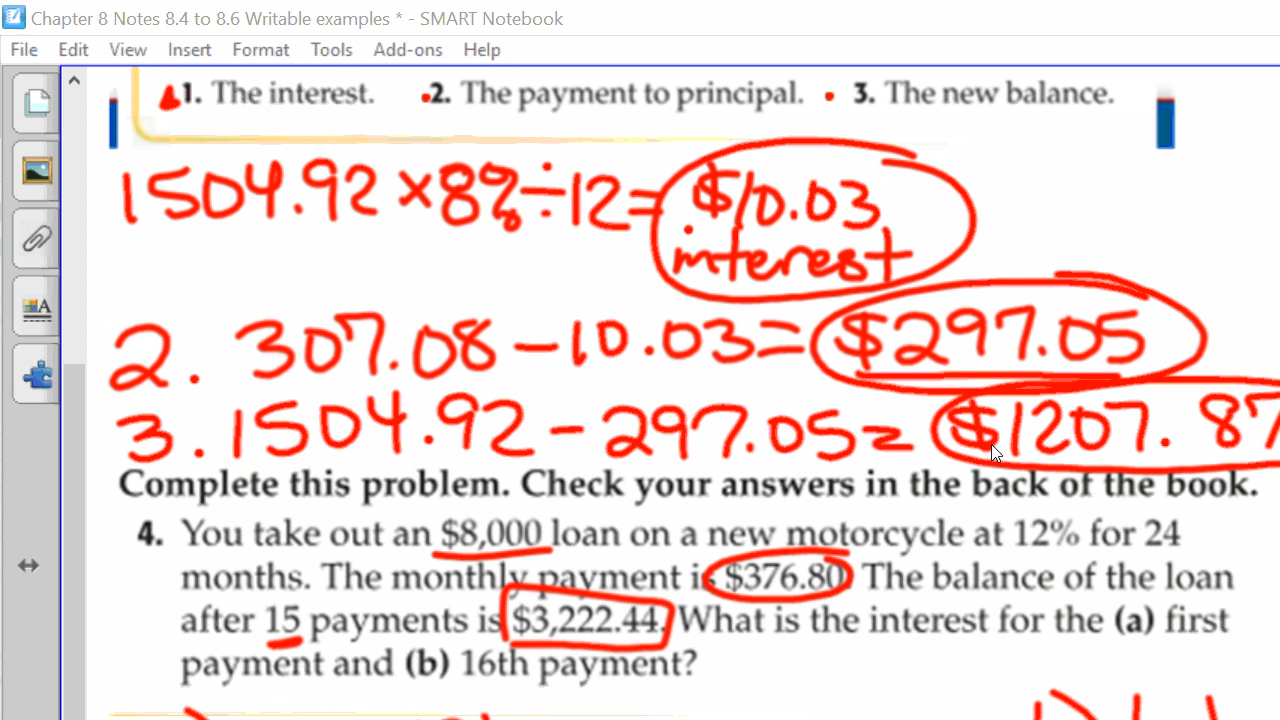 Chapter 8 Notes 8.4 to 8.6 Writable examples * - SMART Notebook
File Edit View Insert Format Tools Add-ons Help
1. The interest. 2. The payment to principal. 3. The new balance.
1504.92 × 8% ÷ 12 = $10.03
interest
2. 307.08 - 10.03 = $297.05
3. 1504.92 - 297.05 = $1207.87
Complete this problem. Check your answers in the back of the book.
4. You take out an $8,000 loan on a new motorcycle at 12% for 24
months. The monthly payment is $376.80. The balance of the loan
after 15 payments is $3,222.44. What is the interest for the (a) first
payment and (b) 16th payment?